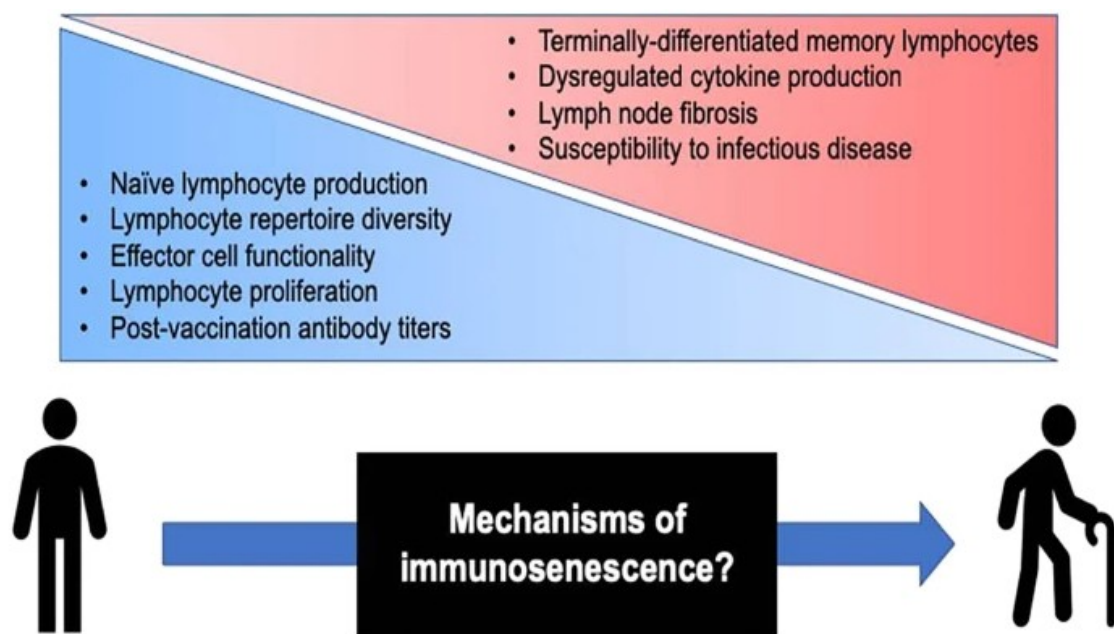 • Terminally-differentiated memory lymphocytes
• Dysregulated cytokine production
• Lymph node fibrosis
• Susceptibility to infectious disease
• Naïve lymphocyte production
• Lymphocyte repertoire diversity
• Effector cell functionality
• Lymphocyte proliferation
• Post-vaccination antibody titers
Mechanisms of
immunosenescence?